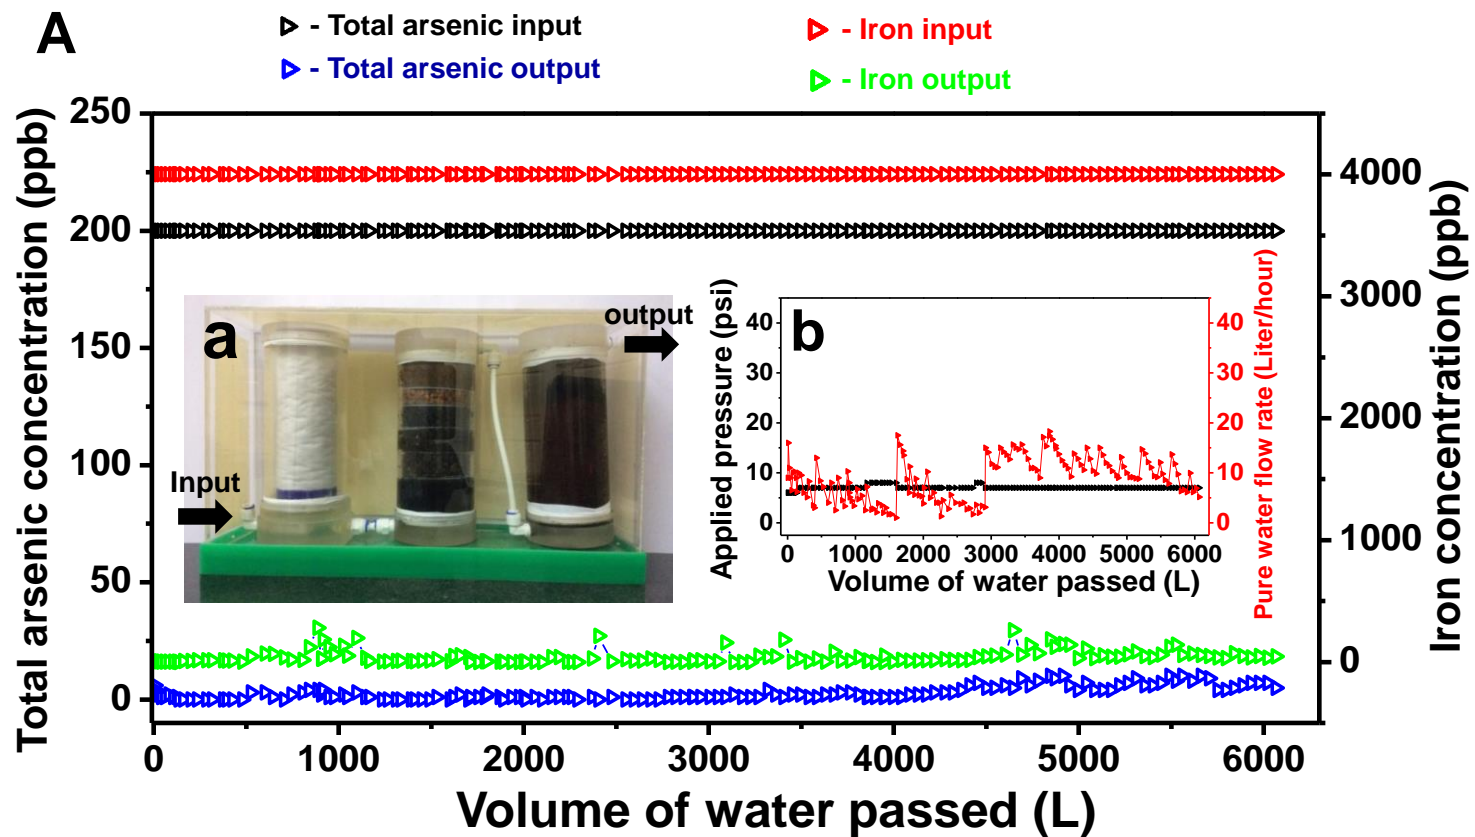 A
- Total arsenic input
- Iron input
- Total arsenic output
- Iron output
Total arsenic concentration (ppb)
250
200
150
100
50
0
0
1000
2000
3000
4000
5000
6000
Volume of water passed (L)
4000
3000
2000
1000
0
Iron concentration (ppb)
a
Input
output
b
Applied pressure (psi)
40
30
20
10
0
0
1000
2000
3000
4000
5000
6000
Volume of water passed (L)
40
30
20
10
0
Pure water flow rate (Liter/hour)